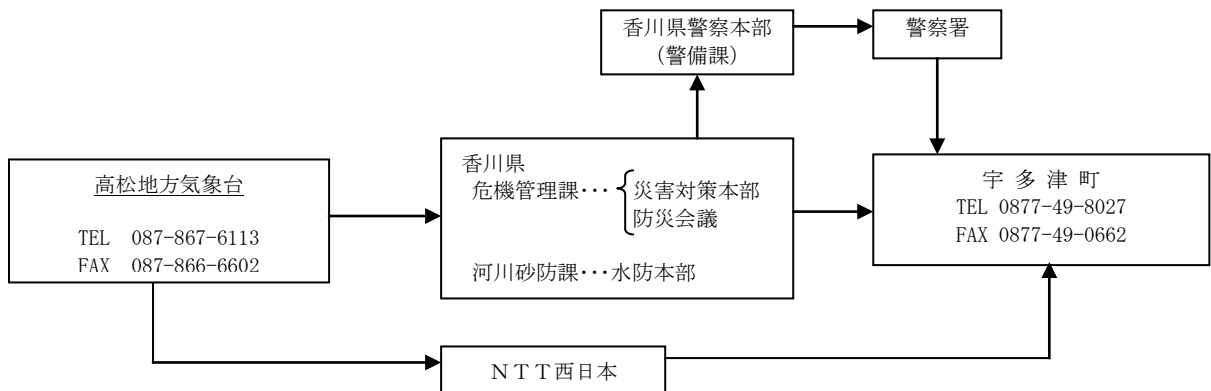 香川県警察本部
(警備課)
警察署
高松地方気象台
TEL 087-867-6113
FAX 087-866-6602
香川県
危機管理課･･･ 災害対策本部
防災会議
河川砂防課･･･水防本部
宇 多 津 町
TEL 0877-49-8027
FAX 0877-49-0662
ＮＴＴ西日本